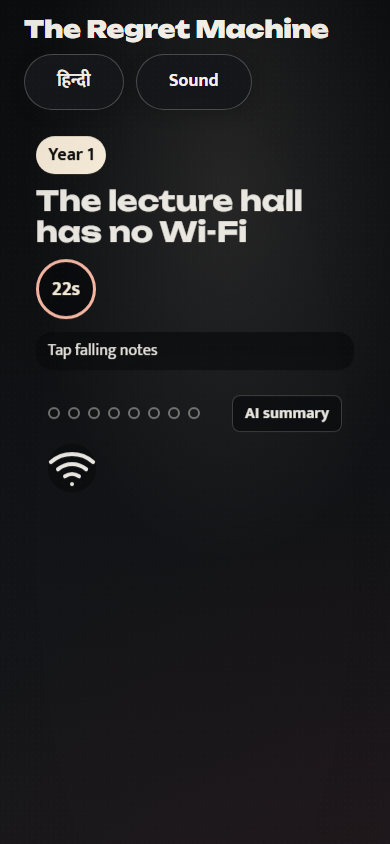 The Regret Machine
हिन्दी
Sound
Year 1
The lecture hall
has no Wi-Fi
22s
Tap falling notes
AI summary